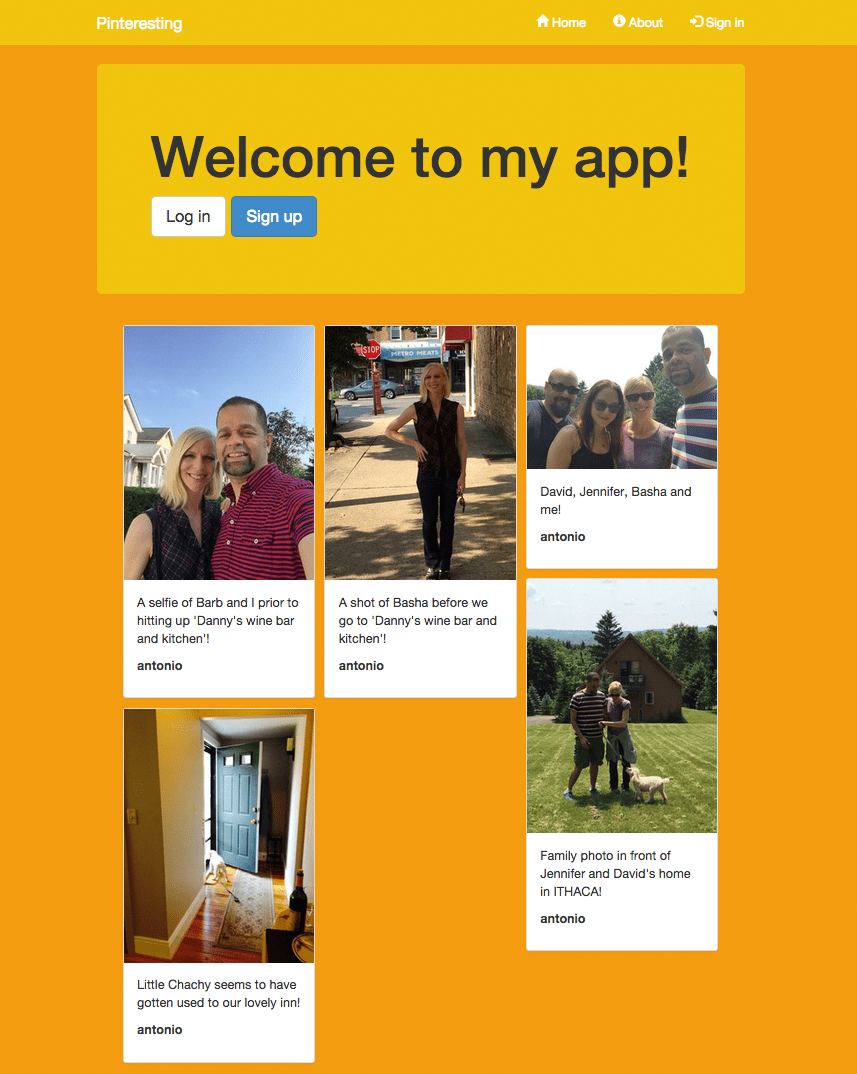 Pinteresting
Home
About
Sign in
Welcome to my app!
Log in
Sign up
STOP
METRO MEATS
A selfie of Barb and I prior to
hitting up 'Danny's wine bar
and kitchen'!
antonio
A shot of Basha before we
go to 'Danny's wine bar and
kitchen'!
antonio
David, Jennifer, Basha and
me!
antonio
Family photo in front of
Jennifer and David's home
in ITHACA!
antonio
Little Chachy seems to have
gotten used to our lovely inn!
antonio